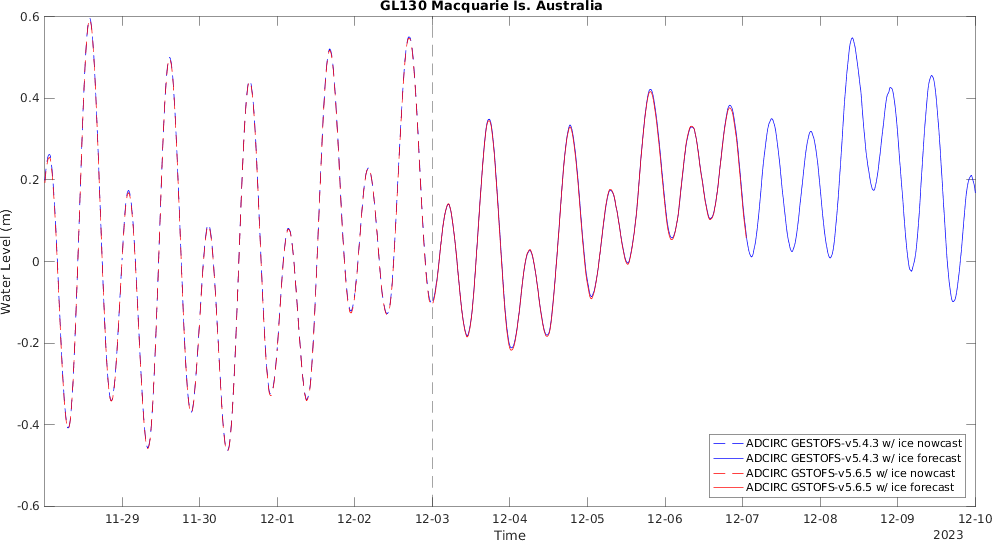 GL130 Macquarie Is. Australia
0.6
0.4
0.2
0
-0.2
-0.4
-0.6
Water Level (m)
ADCIRC GESTOFS-v5.4.3 w/ ice nowcast
ADCIRC GESTOFS-v5.4.3 w/ ice forecast
ADCIRC GSTOFS-v5.6.5 w/ ice nowcast
ADCIRC GSTOFS-v5.6.5 w/ ice forecast
11-29 11-30 12-01 12-02 12-03 12-04 12-05 12-06 12-07 12-08 12-09 12-10
Time
2023